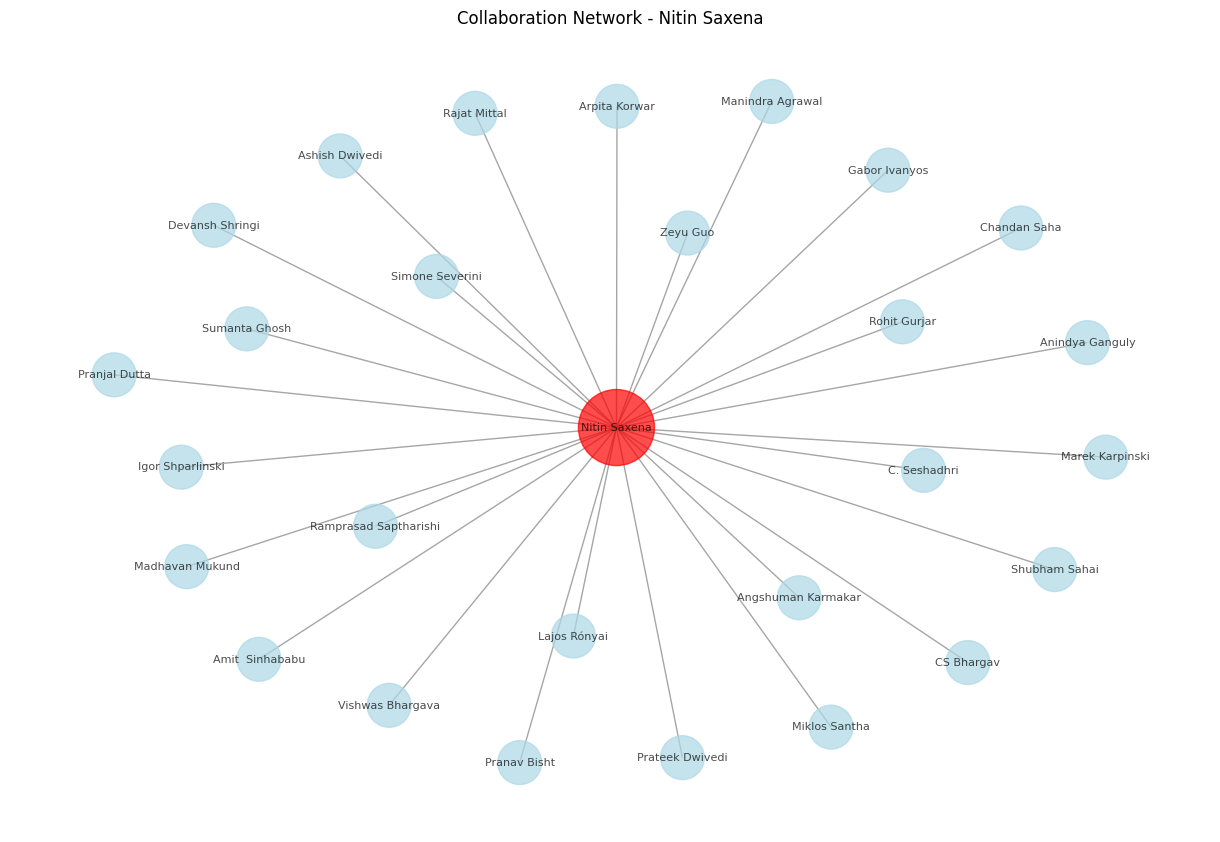 Collaboration Network - Nitin Saxena
Manindra Agrawal
Arpita Korwar
Rajat Mittal
Ashish Dwivedi
Gabor Ivanyos
Devansh Shringi
Chandan Saha
Zeyu Guo
Simone Severini
Rohit Gurjar
Sumanta Ghosh
Anindya Ganguly
Pranjal Dutta
Nitin Saxena
Marek Karpinski
Igor Shparlinski
C. Seshadhri
Ramprasad Saptharishi
Madhavan Mukund
Shubham Sahai
Angshuman Karmakar
Lajos Rónyai
Amit  Sinhababu
CS Bhargav
Vishwas Bhargava
Miklos Santha
Prateek Dwivedi
Pranav Bisht